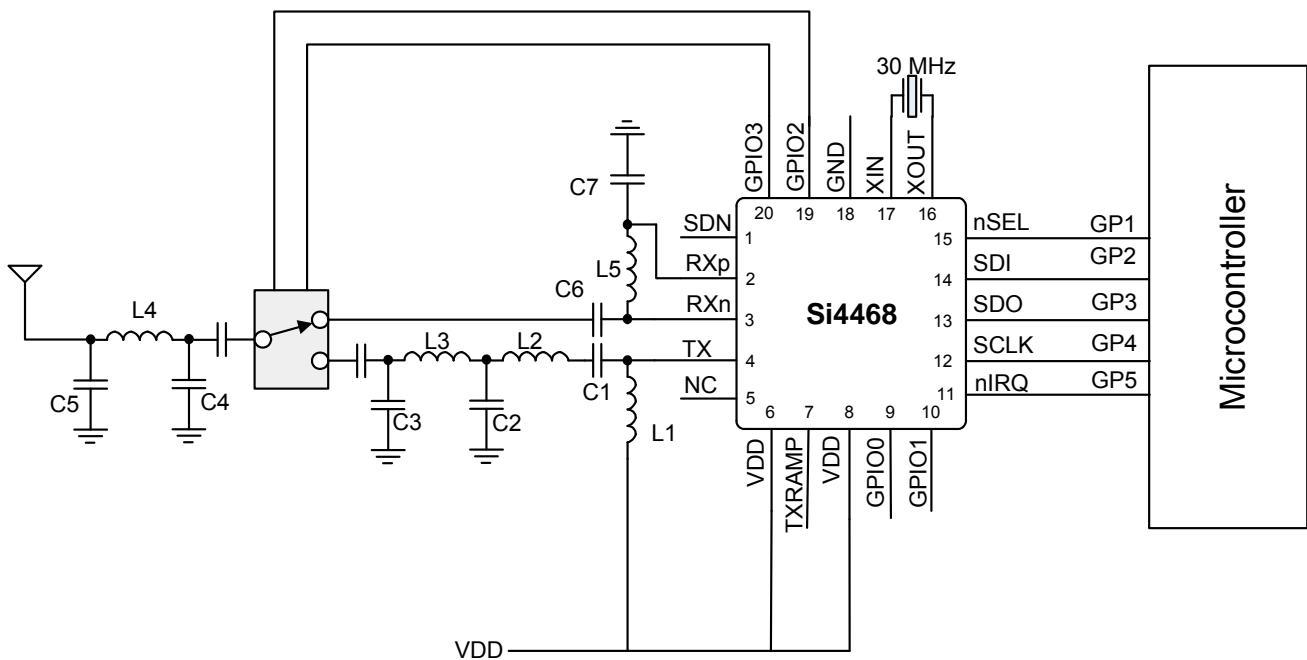 30 MHz
GPIO3
GPIO2
GND
XIN
XOUT
C7
20
19
18
17
16
SDN
1
15
nSEL
GP1
L5
RXp
2
14
SDI
GP2
L4
C6
RXn
3
Si4468
13
SDO
GP3
L3
L2
TX
4
12
SCLK
GP4
C5
C4
C1
NC
5
11
nIRQ
GP5
C3
C2
L1
6
7
8
9
10
VDD
TXRAMP
VDD
GPIO0
GPIO1
Microcontroller
VDD